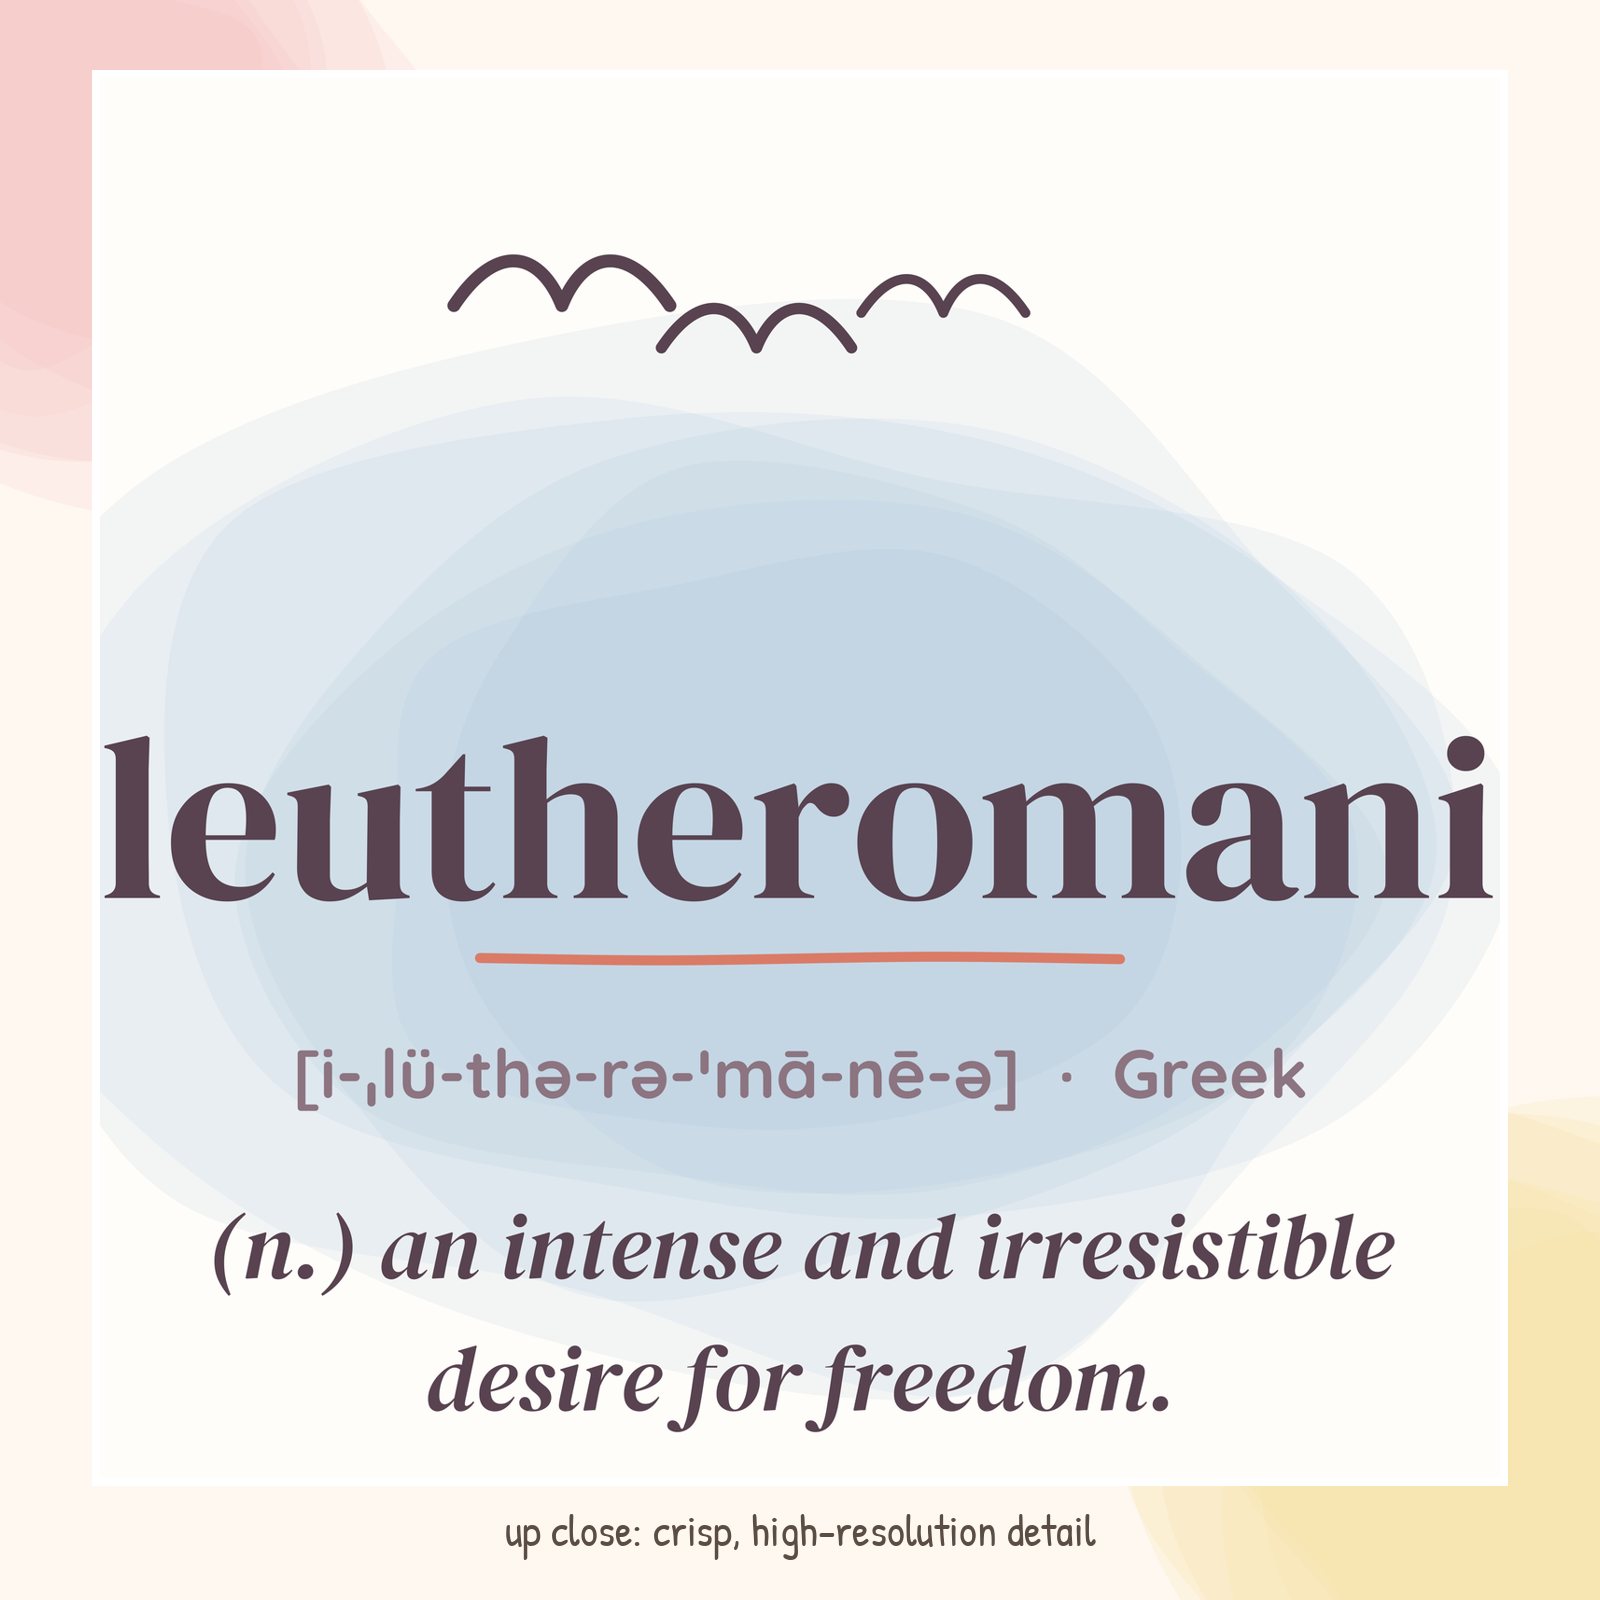 leutheromani
[i-ˌlü-thə-rə-ˈmā-nē-ə] · Greek
(n.) an intense and irresistible
desire for freedom.
up close: crisp, high-resolution detail